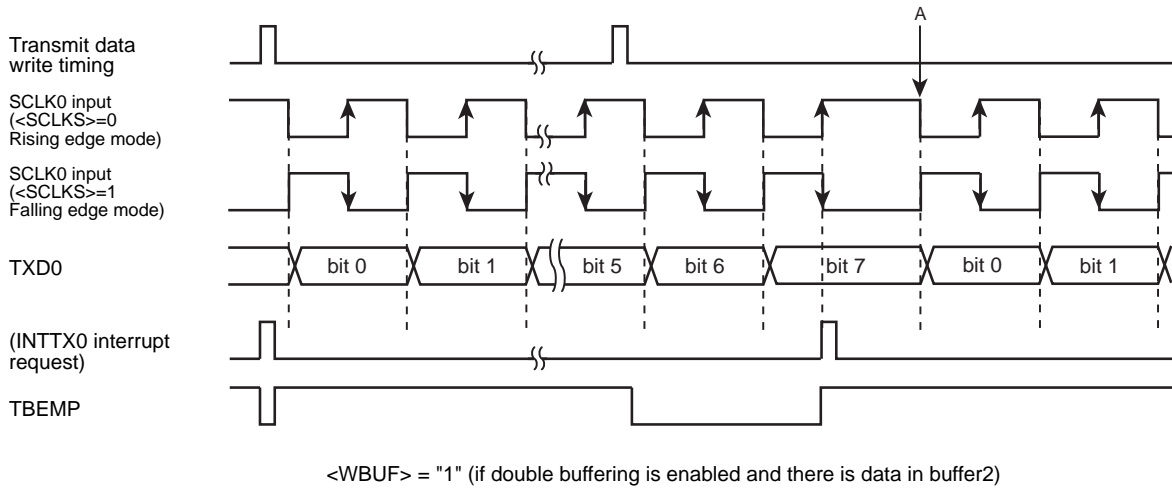 A
Transmit data
write timing
SCLK0 input
(<SCLKS>=0
Rising edge mode)
SCLK0 input
(<SCLKS>=1
Falling edge mode)
TXD0
bit 0
bit 1
bit 5
bit 6
bit 7
bit 0
bit 1
(INTTX0 interrupt
request)
TBEMP
<WBUF> = "1" (if double buffering is enabled and there is data in buffer2)